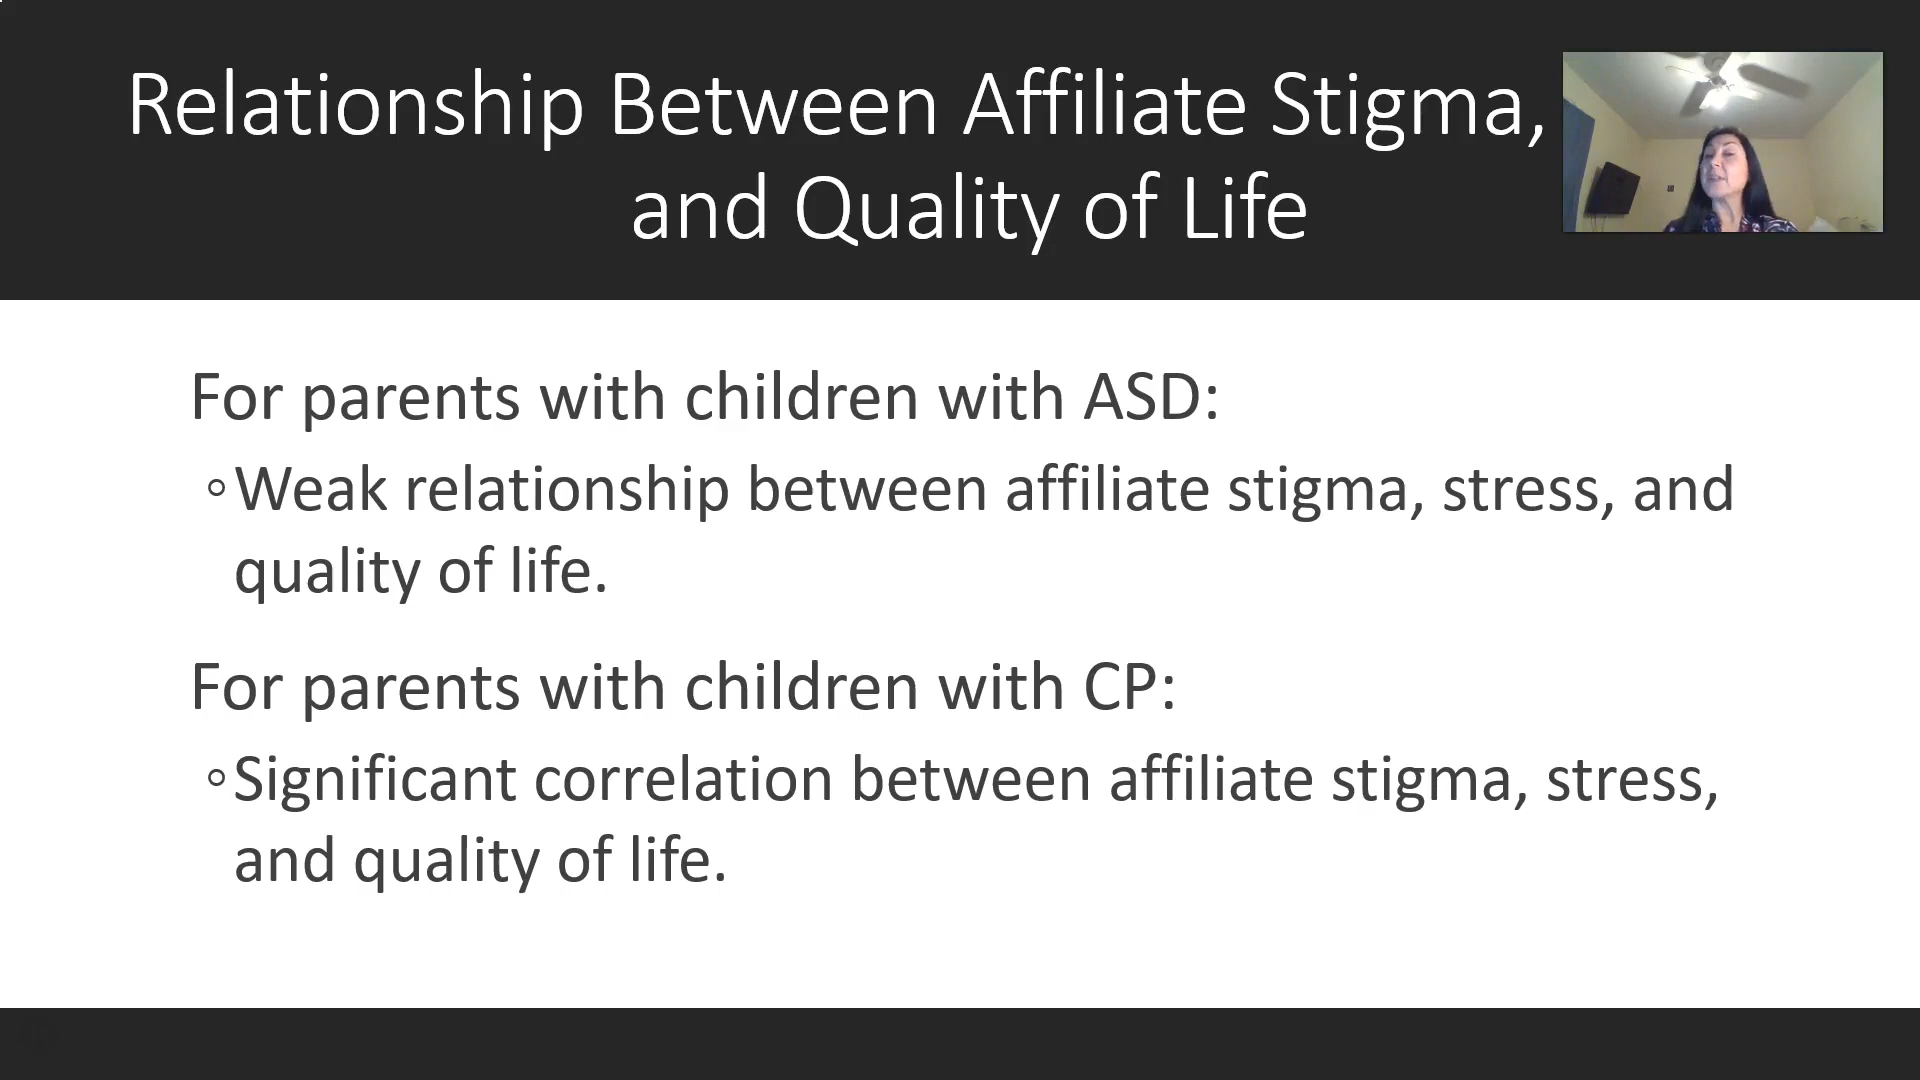 Relationship Between Affiliate Stigma,
and Quality of Life
For parents with children with ASD:
◦Weak relationship between affiliate stigma, stress, and
quality of life.
For parents with children with CP:
◦Significant correlation between affiliate stigma, stress,
and quality of life.